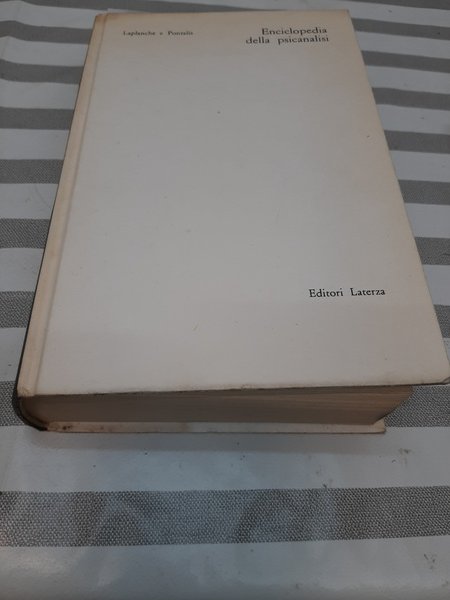 Laplanche e Pontalis
Enciclopedia
della psicanalisi
Editori Laterza